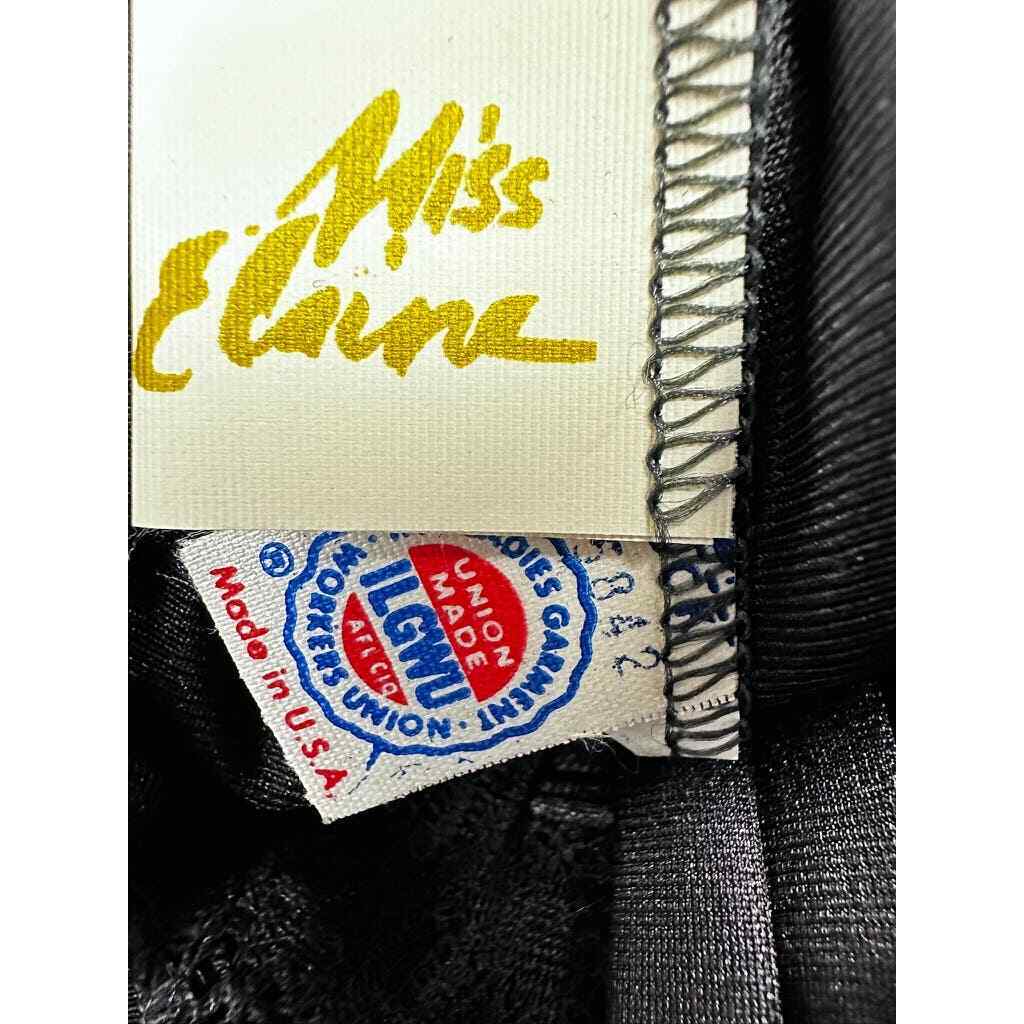 Miss
Elaine
®
LADIES GARMENT WORKERS UNION
UNION
MADE
ILGWU
AFL CIO
Made in U.S.A.